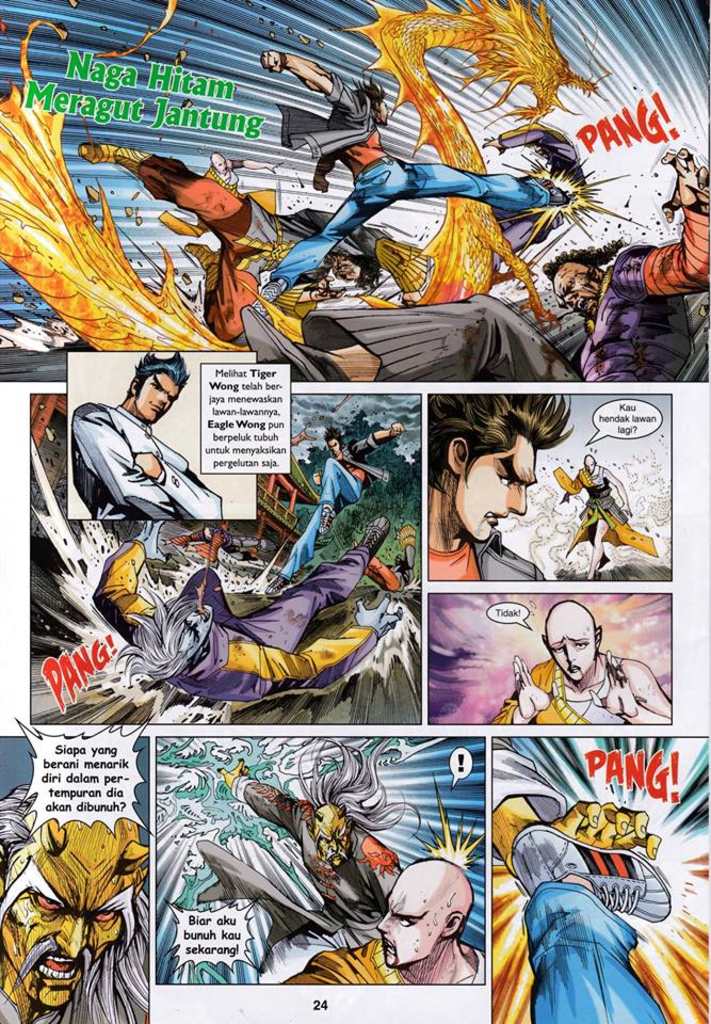 Naga Hitam
Meragut Jantung
PANG!
Melihat Tiger
Wong telah ber-
jaya menewaskan
lawan-lawannya,
Eagle Wong pun
berpeluk tubuh
untuk menyaksikan
pergelutan saja.
Kau
hendak lawan
lagi?
PANG!
Tidak!
Siapa yang
berani menarik
diri dalam per-
tempuran dia
akan dibunuh?
!
Biar aku
bunuh kau
sekarang!
PANG!
24